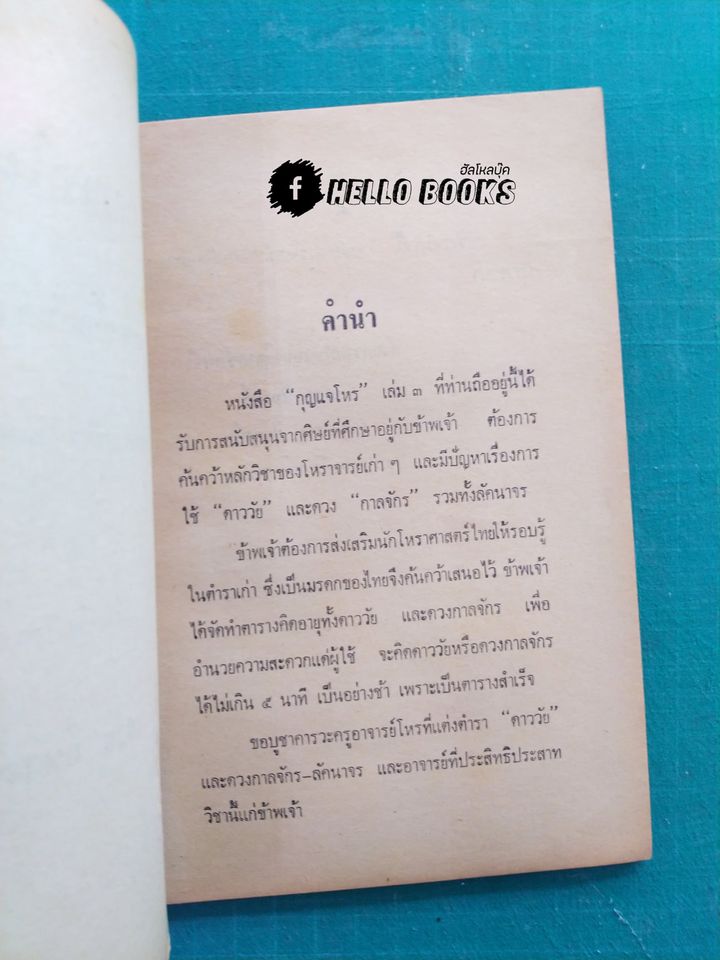 ฮัลโหลบุ๊ค
f HELLO BOOKS
คำนำ
หนังสือ “กุญแจโหร” เล่ม ๓ ที่ท่านถืออยู่นี้ได้
รับการสนับสนุนจากศิษย์ที่ศึกษาอยู่กับข้าพเจ้า ต้องการ
ค้นคว้าหลักวิชาของโหราจารย์เก่า ๆ และมีปัญหาเรื่องการ
ใช้ “ดาววัย” และดวง “กาลจักร” รวมทั้งลัคนาจร
ข้าพเจ้าต้องการส่งเสริมนักโหราศาสตร์ไทยให้รอบรู้
ในตำราเก่า ซึ่งเป็นมรดกของไทยจึงค้นคว้าเสนอไว้ ข้าพเจ้า
ได้จัดทำตารางคิดอายุทั้งดาววัย และดวงกาลจักร เพื่อ
อำนวยความสะดวกแด่ผู้ใช้ จะคิดดาววัยหรือดวงกาลจักร
ได้ไม่เกิน ๕ นาที เป็นอย่างช้า เพราะเป็นตารางสำเร็จ
ขอบูชาคารวะครูอาจารย์โหรที่แต่งตำรา “ดาววัย”
และดวงกาลจักร–ลัคนาจร และอาจารย์ที่ประสิทธิประสาท
วิชานี้แก่ข้าพเจ้า